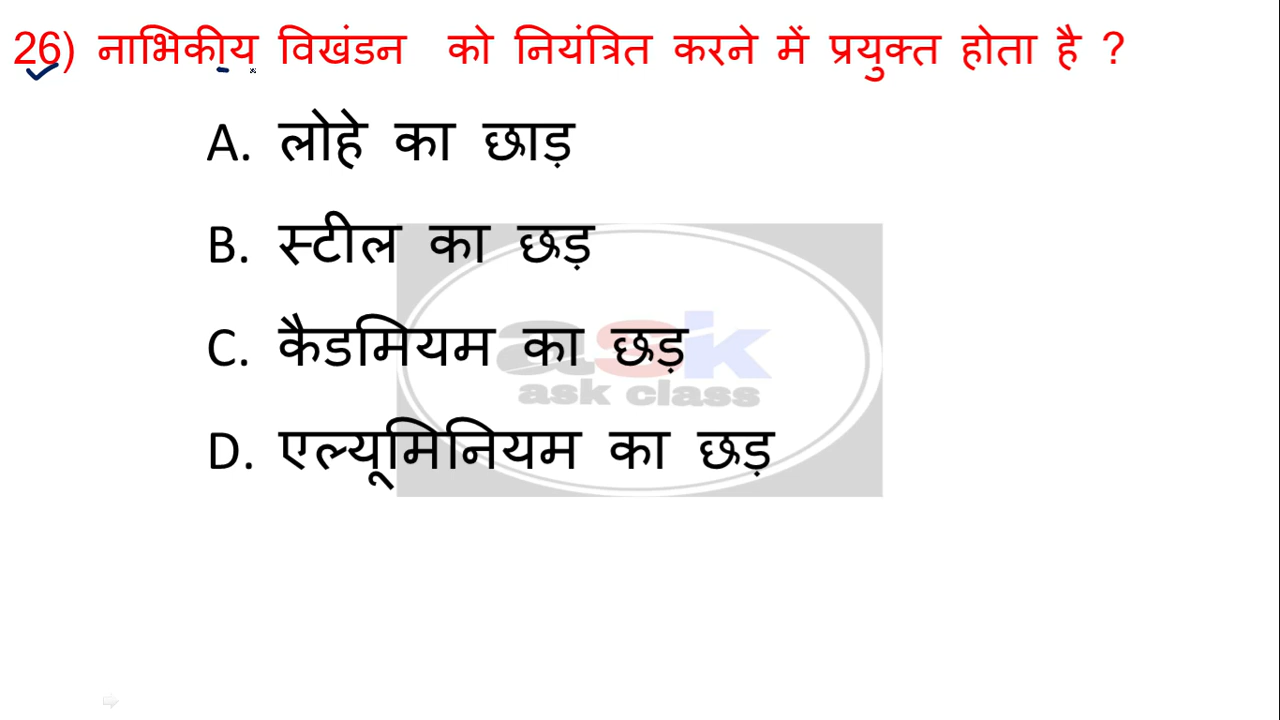 26) नाभिकीय विखंडन को नियंत्रित करने में प्रयुक्त होता है ?
A. लोहे का छाड़
B. स्टील का छड़
C. कैडमियम का छड़
D. एल्यूमिनियम का छड़
ask
ask class